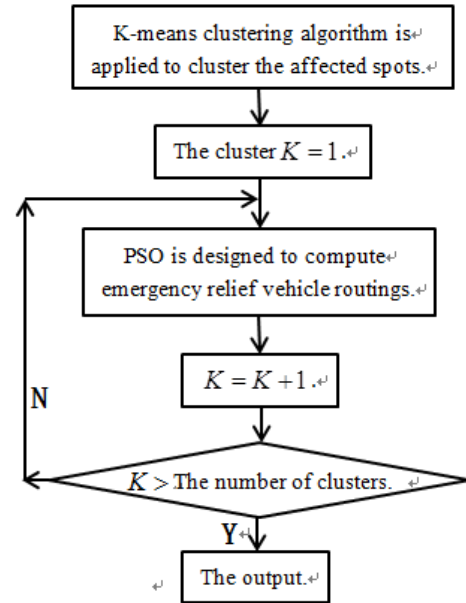 K-means clustering algorithm is
applied to cluster the affected spots.
The cluster K = 1.
PSO is designed to compute
emergency relief vehicle routings.
K = K + 1.
N
K > The number of clusters.
Y
The output.